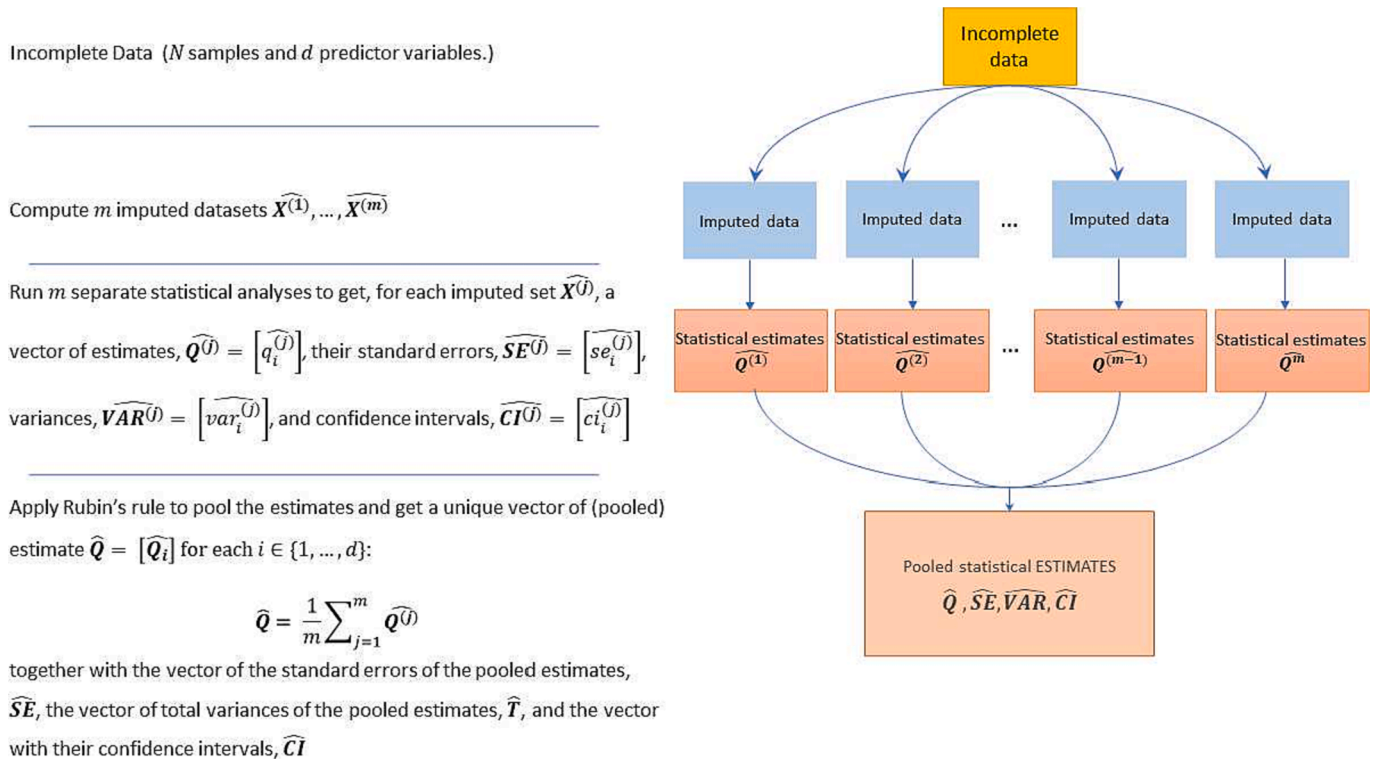 Incomplete Data (N samples and d predictor variables.)
Compute m imputed datasets X̂⁽¹⁾, ..., X̂⁽ᵐ⁾
Run m separate statistical analyses to get, for each imputed set X̂⁽ʲ⁾, a
vector of estimates, Q̂⁽ʲ⁾ = [q̂ᵢ⁽ʲ⁾], their standard errors, ŜE⁽ʲ⁾ = [ŝeᵢ⁽ʲ⁾],
variances, V̂AR⁽ʲ⁾ = [v̂arᵢ⁽ʲ⁾], and confidence intervals, ĈI⁽ʲ⁾ = [ĉiᵢ⁽ʲ⁾]
Apply Rubin's rule to pool the estimates and get a unique vector of (pooled)
estimate Q̂ = [Q̂ᵢ] for each i ∈ {1, ..., d}:
Q̂ = 1/m ∑ⱼ₌₁ᵐ Q̂⁽ʲ⁾
together with the vector of the standard errors of the pooled estimates,
ŜE, the vector of total variances of the pooled estimates, T̂, and the vector
with their confidence intervals, ĈI
Incomplete
data
Imputed data
Imputed data
...
Imputed data
Imputed data
Statistical estimates
Q̂⁽¹⁾
Statistical estimates
Q̂⁽²⁾
...
Statistical estimates
Q̂⁽ᵐ⁻¹⁾
Statistical estimates
Q̂ᵐ
Pooled statistical ESTIMATES
Q̂ , ŜE, V̂AR, ĈI